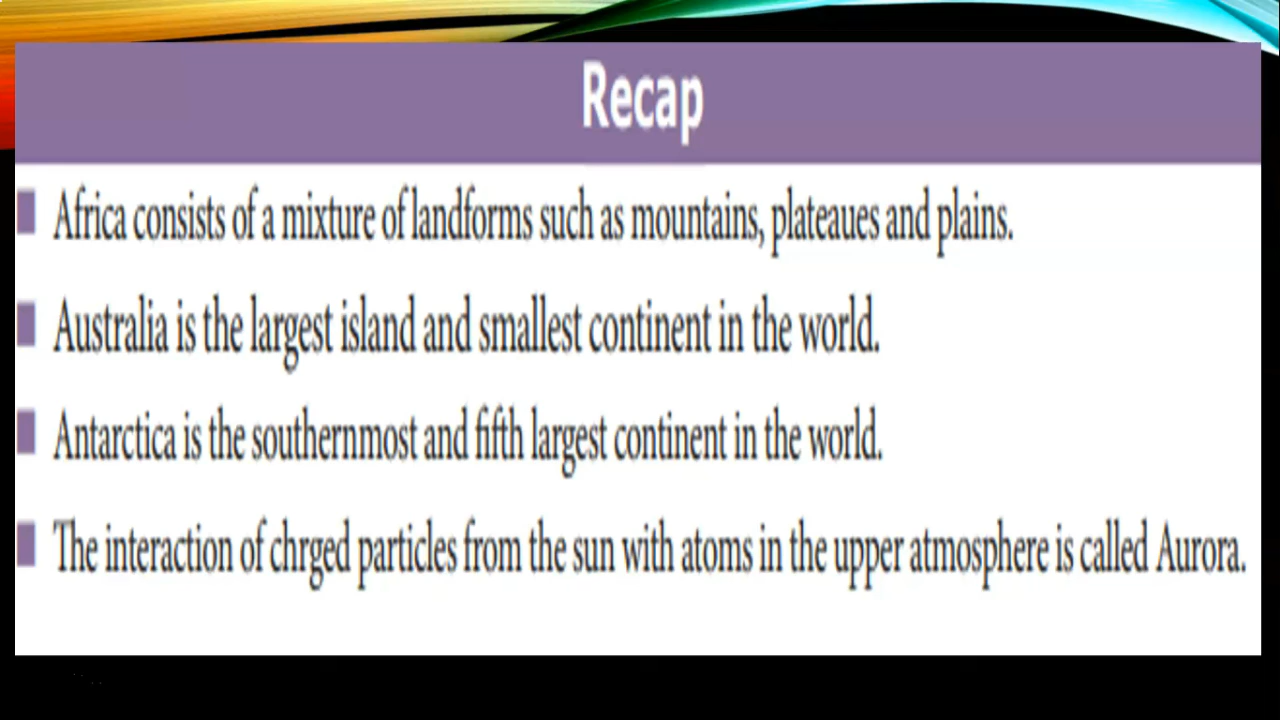 Recap
Africa consists of a mixture of landforms such as mountains, plateaues and plains.
Australia is the largest island and smallest continent in the world.
Antarctica is the southernmost and fifth largest continent in the world.
The interaction of chrged particles from the sun with atoms in the upper atmosphere is called Aurora.